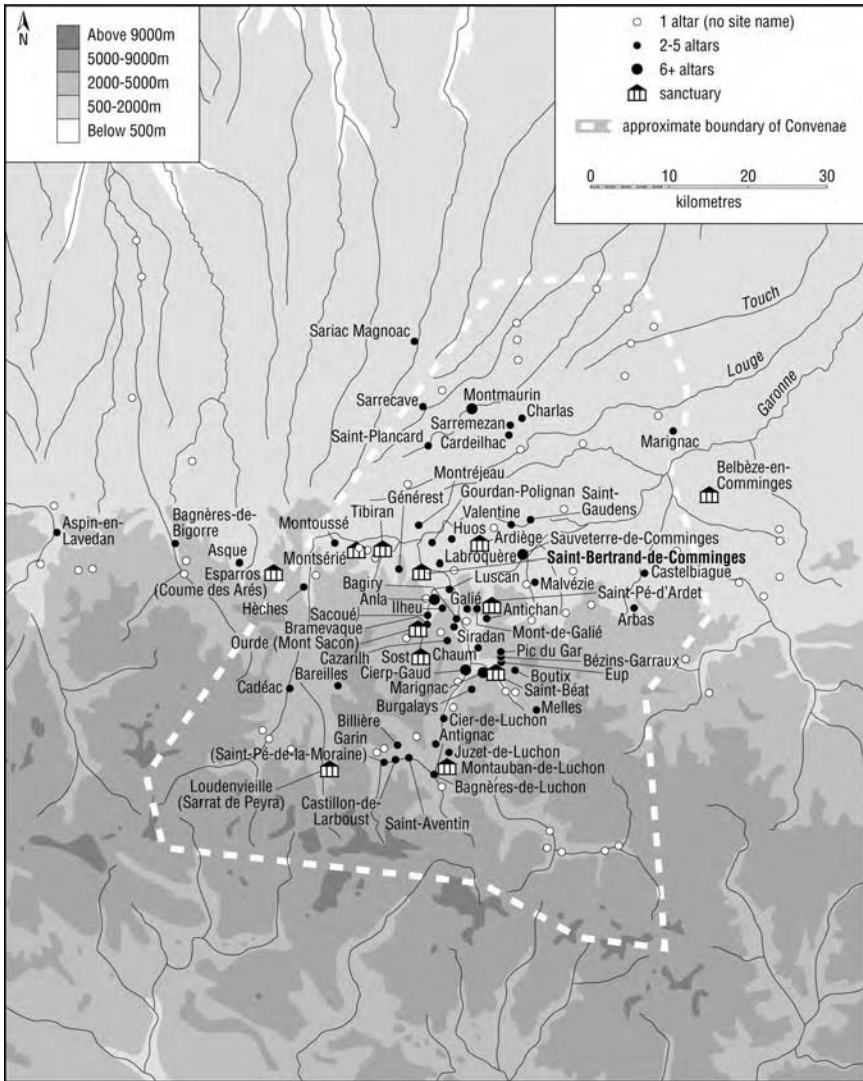 N
Above 9000m
5000-9000m
2000-5000m
500-2000m
Below 500m
1 altar (no site name)
2-5 altars
6+ altars
sanctuary
approximate boundary of Convenae
0 10 20 30
kilometres
Touch
Louge
Garonne
Sariac Magnoac
Sarrecave
Montmaurin
Charlas
Sarremezan
Cardeilhac
Saint-Plancard
Marignac
Montréjeau
Belbèze-en-
Comminges
Générest
Gourdan-Polignan
Saint-
Gaudens
Tibiran
Valentine
Aspin-en-
Lavedan
Bagnères-de-
Bigorre
Montoussé
Huos
Ardiège
Sauveterre-de-Comminges
Asque
Montsérié
Labroquère
Saint-Bertrand-de-Comminges
Esparros
(Coume des Arés)
Bagiry
Luscan
Malvézie
Castelbiague
Hèches
Anla
Galié
Saint-Pé-d'Ardet
Sacoué
Ilheu
Antichan
Arbas
Bramevaque
Ourde (Mont Sacon)
Siradan
Mont-de-Galié
Cazarilh
Sost
Chaum
Pic du Gar
Bézins-Garraux
Bareilles
Cierp-Gaud
Eup
Cadéac
Marignac
Boutix
Saint-Béat
Burgalays
Melles
Billière
Cier-de-Luchon
Garin
(Saint-Pé-de-la-Moraine)
Antignac
Juzet-de-Luchon
Loudenvieille
(Sarrat de Peyra)
Montauban-de-Luchon
Castillon-de-
Larboust
Bagnères-de-Luchon
Saint-Aventin